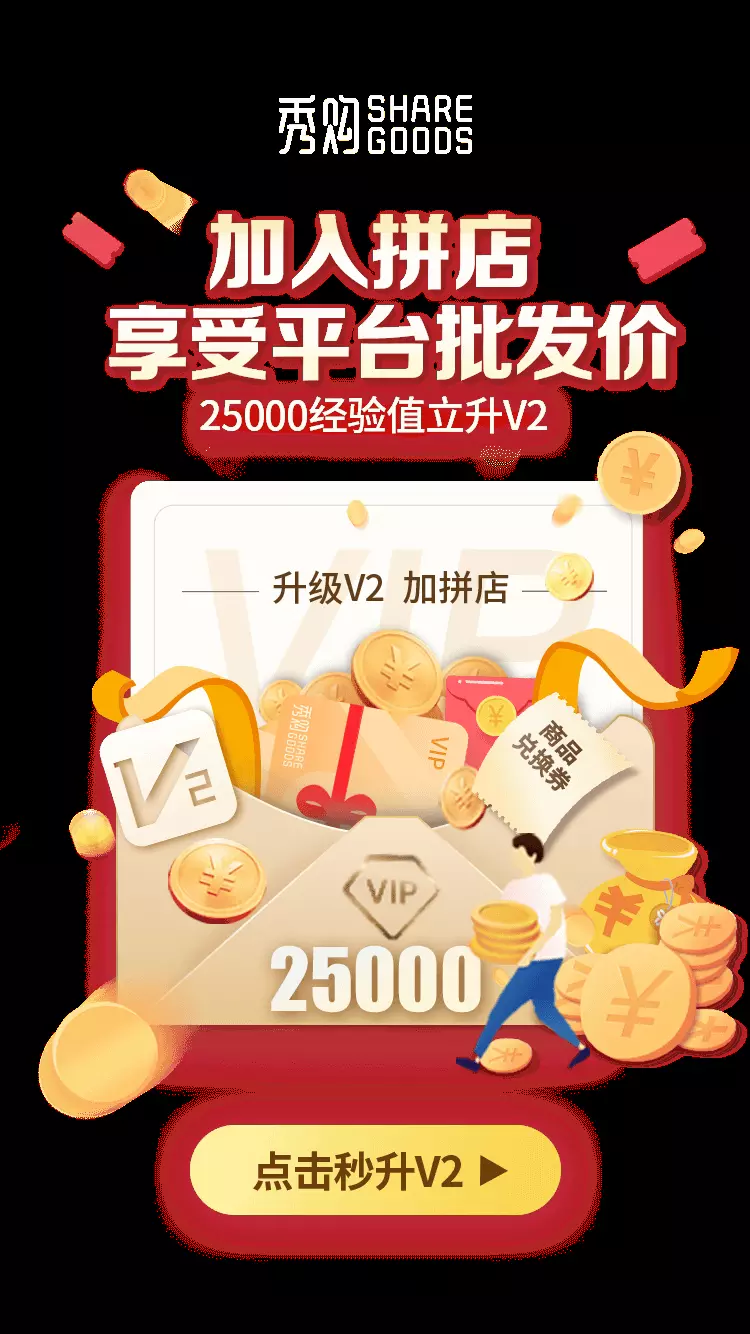 秀购 SHARE
GOODS
加入拼店
享受平台批发价
25000经验值立升V2
VIP
升级V2 加拼店
秀购 SHARE
GOODS
VIP
商品
兑换券
V2
VIP
25000
点击秒升V2